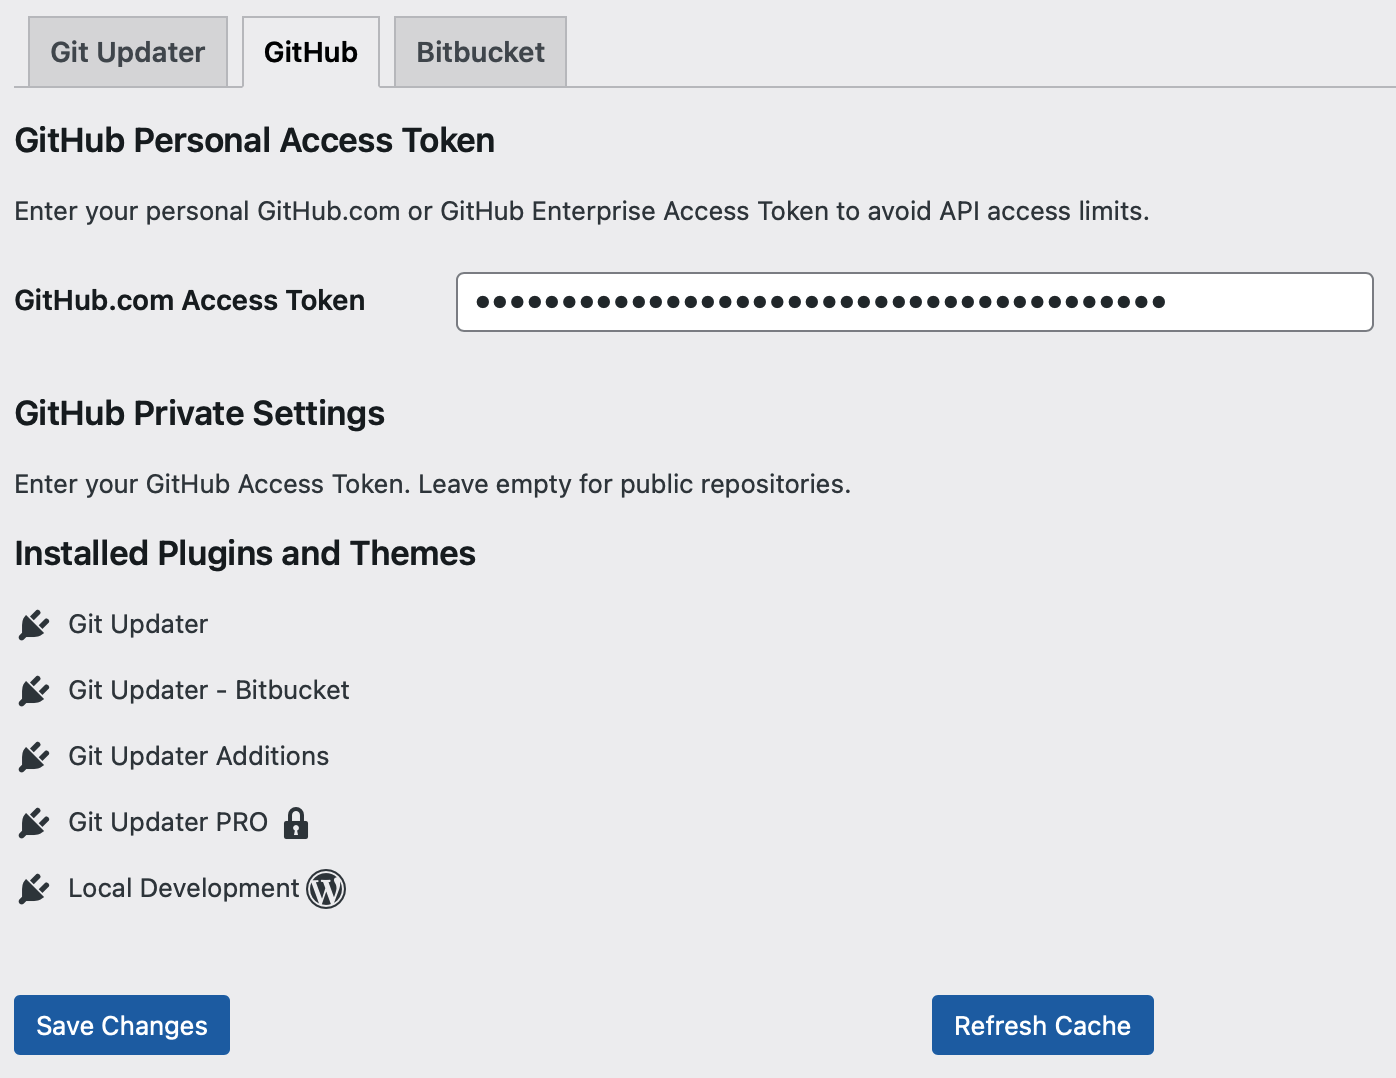 Git Updater
GitHub
Bitbucket
GitHub Personal Access Token
Enter your personal GitHub.com or GitHub Enterprise Access Token to avoid API access limits.
GitHub.com Access Token
GitHub Private Settings
Enter your GitHub Access Token. Leave empty for public repositories.
Installed Plugins and Themes
Git Updater
Git Updater - Bitbucket
Git Updater Additions
Git Updater PRO
Local Development
Save Changes
Refresh Cache